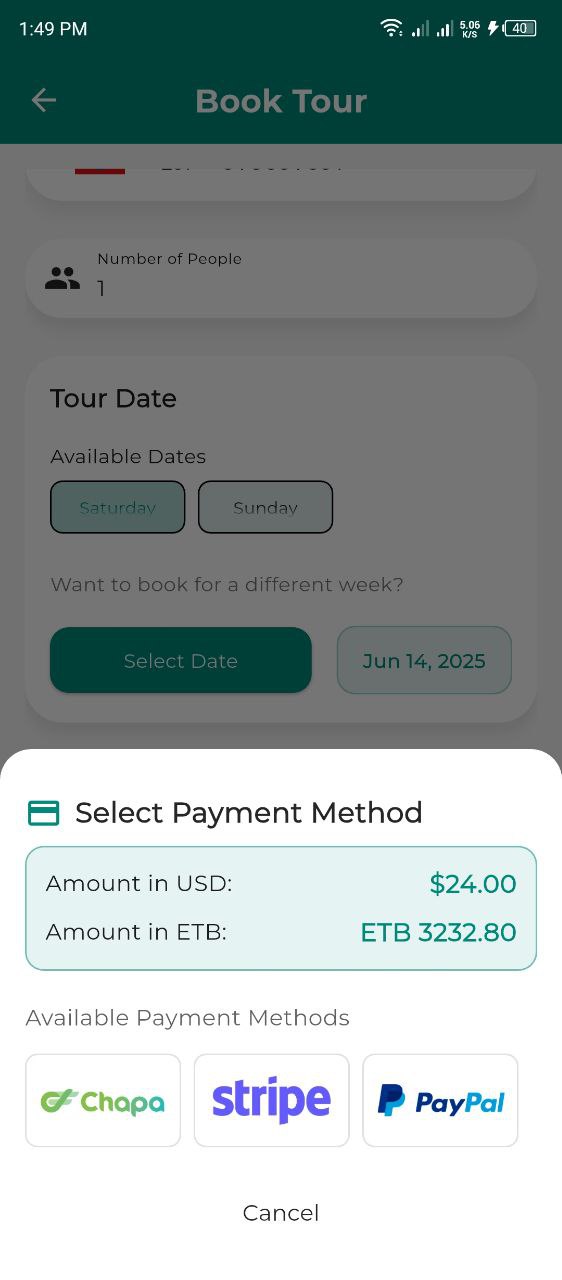 1:49 PM
5.06 K/S
40
Book Tour
Number of People
1
Tour Date
Available Dates
Saturday Sunday
Want to book for a different week?
Select Date Jun 14, 2025
Select Payment Method
Amount in USD: $24.00
Amount in ETB: ETB 3232.80
Available Payment Methods
Chapa stripe PayPal
Cancel